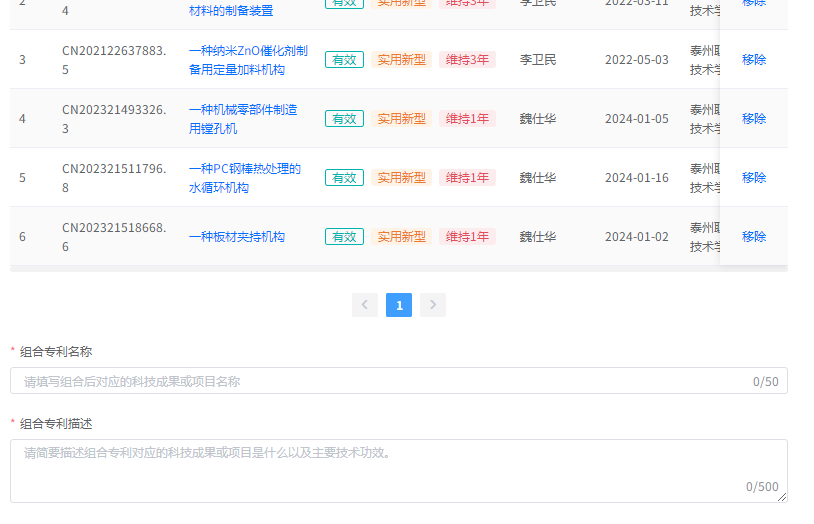 2 4 材料的制备装置 有效 实用新型 维持3年 李卫民 2022-03-11 技术学 移除
3 CN202122637883. 一种纳米ZnO催化剂制 有效 实用新型 维持3年 李卫民 2022-05-03 泰州职 移除
5 备用定量加料机构 技术学
4 CN202321493326. 一种机械零部件制造 有效 实用新型 维持1年 魏仕华 2024-01-05 泰州职 移除
3 用镗孔机 技术学
5 CN202321511796. 一种PC钢棒热处理的 有效 实用新型 维持1年 魏仕华 2024-01-16 泰州职 移除
8 水循环机构 技术学
6 CN202321518668. 一种板材夹持机构 有效 实用新型 维持1年 魏仕华 2024-01-02 泰州职 移除
6 技术学
1
* 组合专利名称
请填写组合后对应的科技成果或项目名称 0/50
* 组合专利描述
请简要描述组合专利对应的科技成果或项目是什么以及主要技术功效。
0/500